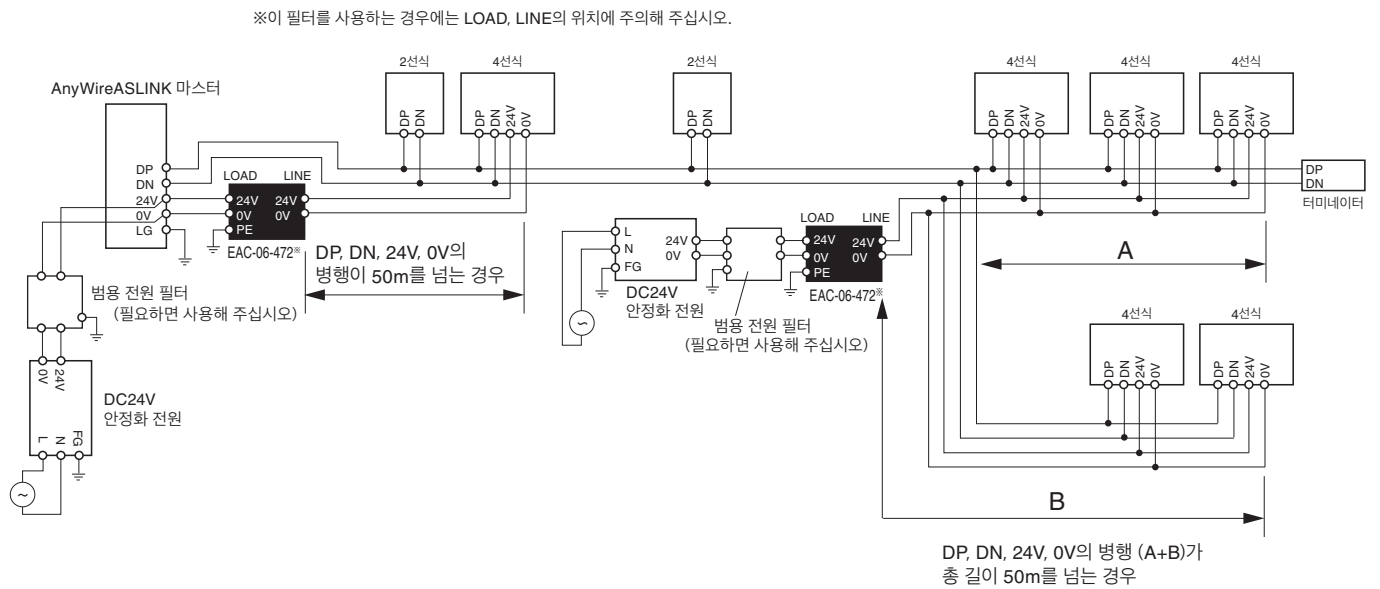 ※이 필터를 사용하는 경우에는 LOAD, LINE의 위치에 주의해 주십시오.
AnyWireASLINK 마스터
DP
DN
24V
0V
LG
LOAD LINE
24V 24V
0V 0V
PE
EAC-06-472※
DP, DN, 24V, 0V의
병행이 50m를 넘는 경우
범용 전원 필터
(필요하면 사용해 주십시오)
0V 24V
DC24V
안정화 전원
L N FG
2선식
DP DN
4선식
DP DN 24V 0V
2선식
DP DN
4선식
DP DN 24V 0V
4선식
DP DN 24V 0V
4선식
DP DN 24V 0V
DP
DN
터미네이터
L
N
FG
24V
0V
DC24V
안정화 전원
범용 전원 필터
(필요하면 사용해 주십시오)
LOAD LINE
24V 24V
0V 0V
PE
EAC-06-472※
A
4선식
DP DN 24V 0V
4선식
DP DN 24V 0V
B
DP, DN, 24V, 0V의 병행 (A+B)가
총 길이 50m를 넘는 경우